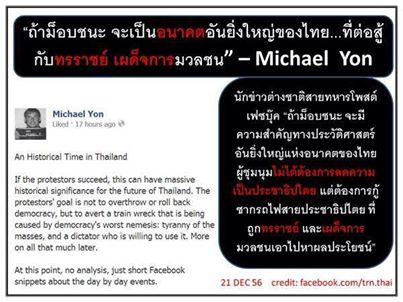 "ถ้าม็อบชนะ จะเป็นอนาคตอันยิ่งใหญ่ของไทย...ที่ต่อสู้
กับทรราชย์ เผด็จการมวลชน" – Michael Yon
Michael Yon
Liked · 17 hours ago
An Historical Time in Thailand
If the protestors succeed, this can have massive
historical significance for the future of Thailand. The
protestors' goal is not to overthrow or roll back
democracy, but to avert a train wreck that is being
caused by democracy's worst nemesis: tyranny of the
masses, and a dictator who is willing to use it. More
on all that much later.
At this point, no analysis, just short Facebook
snippets about the day by day events.
นักข่าวต่างชาติสายทหารโพสต์
เฟซบุ๊ค "ถ้าม็อบชนะ จะมี
ความสำคัญทางประวัติศาสตร์
อันยิ่งใหญ่แห่งอนาคตของไทย
ผู้ชุมนุมไม่ได้ต้องการลดความ
เป็นประชาธิปไตย แต่ต้องการกู้
ซากรถไฟสายประชาธิปไตย ที่
ถูกทรราชย์ และเผด็จการ
มวลชนเอาไปหาผลประโยชน์"
21 DEC 56 credit: facebook.com/trn.thai